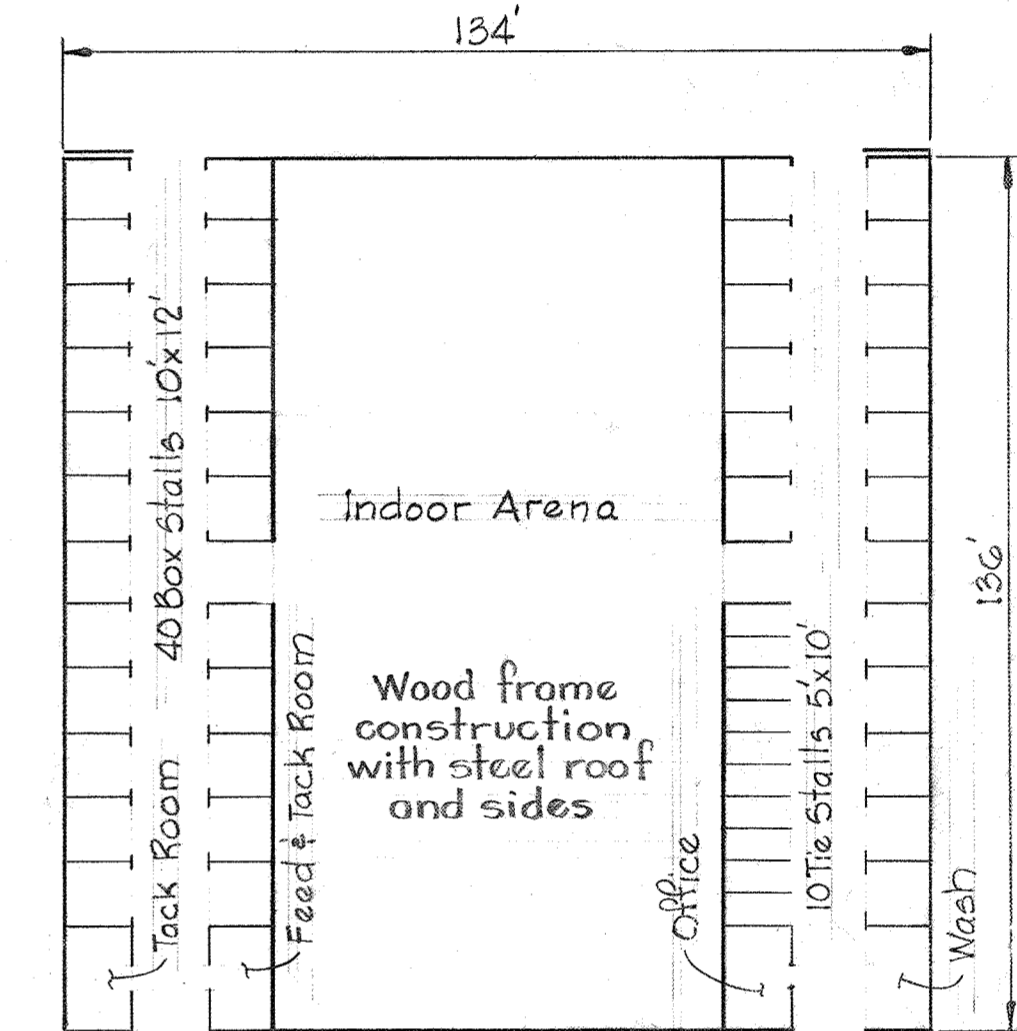 134'
40 Box Stalls 10'x12'
Indoor Arena
136'
Wood frame
construction
with steel roof
and sides
10 Tie Stalls 5'x10'
Tack Room
Feed & Tack Room
Office
Wash